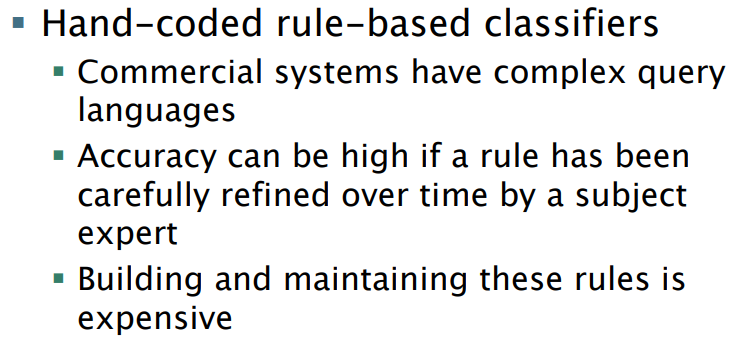 ▪ Hand-coded rule-based classifiers
▪ Commercial systems have complex query
languages
▪ Accuracy can be high if a rule has been
carefully refined over time by a subject
expert
▪ Building and maintaining these rules is
expensive